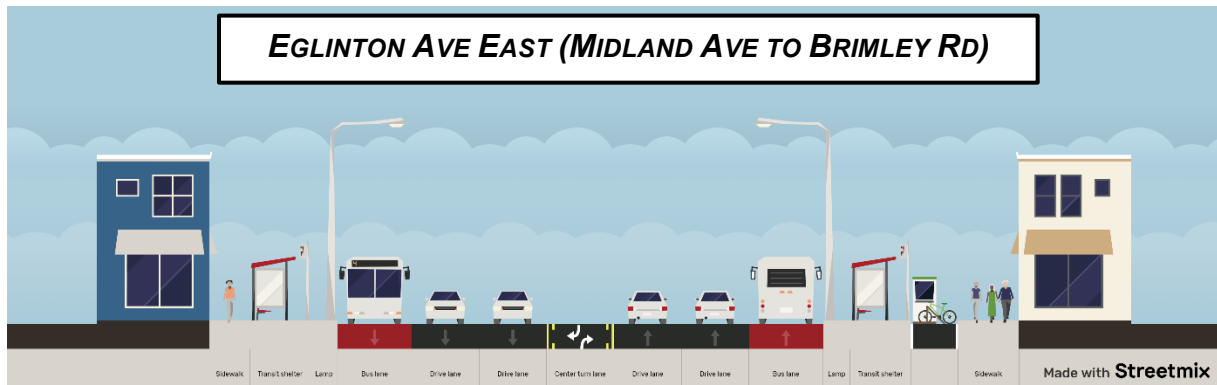 EGLINTON AVE EAST (MIDLAND AVE TO BRIMLEY RD)
Sidewalk
Transit shelter
Lamp
Bus lane
Drive lane
Drive lane
Center turn lane
Drive lane
Drive lane
Bus lane
Lamp
Transit shelter
Sidewalk
Made with Streetmix